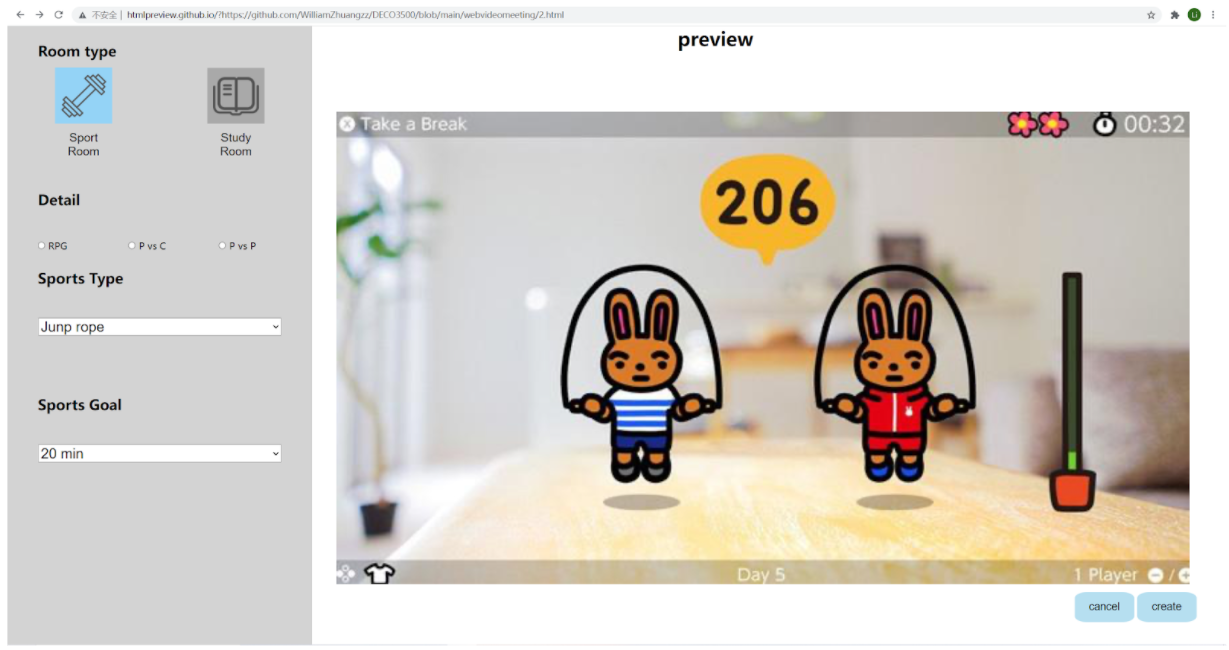 不安全 | htmlpreview.github.io/?https://github.com/WilliamZhuangzz/DECO3500/blob/main/webvideomeeting/2.html
Li
Room type
Sport
Room
Study
Room
Detail
RPG
P vs C
P vs P
Sports Type
Junp rope
Sports Goal
20 min
preview
Take a Break
00:32
206
Day 5
1 Player
cancel
create